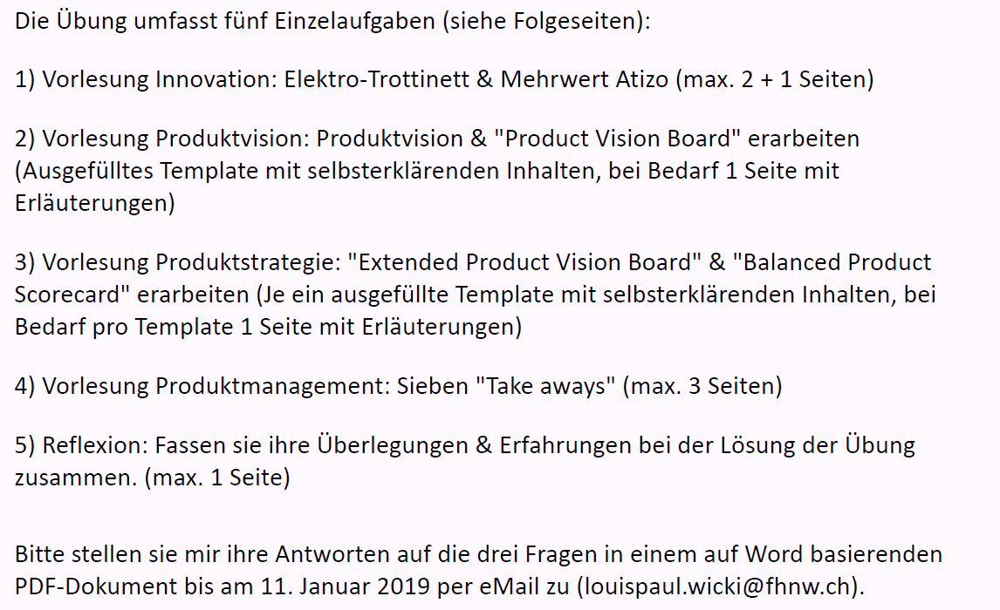 Die Übung umfasst fünf Einzelaufgaben (siehe Folgeseiten):
1) Vorlesung Innovation: Elektro-Trottinett & Mehrwert Atizo (max. 2 + 1 Seiten)
2) Vorlesung Produktvision: Produktvision & "Product Vision Board" erarbeiten
(Ausgefülltes Template mit selbsterklärenden Inhalten, bei Bedarf 1 Seite mit
Erläuterungen)
3) Vorlesung Produktstrategie: "Extended Product Vision Board" & "Balanced Product
Scorecard" erarbeiten (Je ein ausgefüllte Template mit selbsterklärenden Inhalten, bei
Bedarf pro Template 1 Seite mit Erläuterungen)
4) Vorlesung Produktmanagement: Sieben "Take aways" (max. 3 Seiten)
5) Reflexion: Fassen sie ihre Überlegungen & Erfahrungen bei der Lösung der Übung
zusammen. (max. 1 Seite)
Bitte stellen sie mir ihre Antworten auf die drei Fragen in einem auf Word basierenden
PDF-Dokument bis am 11. Januar 2019 per eMail zu (louispaul.wicki@fhnw.ch).